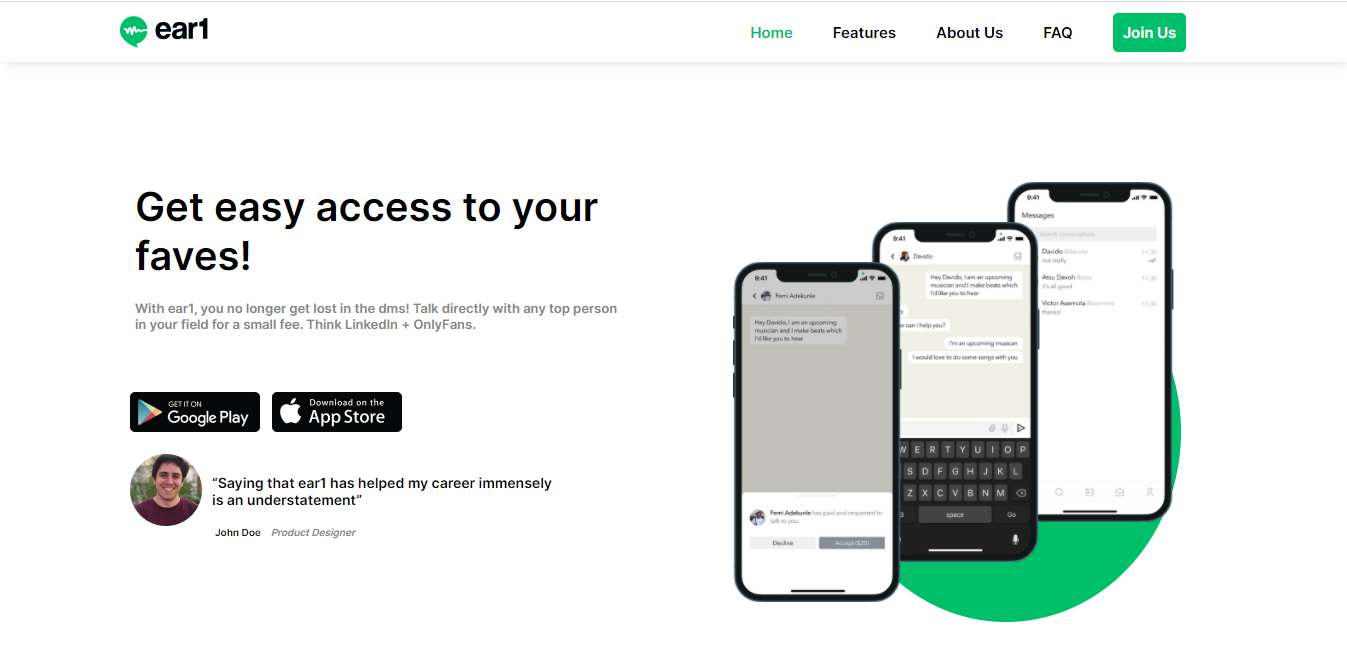 ear1
Home
Features
About Us
FAQ
Join Us
Get easy access to your
faves!
With ear1, you no longer get lost in the dms! Talk directly with any top person
in your field for a small fee. Think LinkedIn + OnlyFans.
GET IT ON
Google Play
Download on the
App Store
“Saying that ear1 has helped my career immensely
is an understatement”
John Doe
Product Designer
9:41
Femi Adekunle
Hey Davido, I am an upcoming
musician and I make beats which
I'd like you to hear
Femi Adekunle has paid and requested to
talk to you.
Decline
Accept ($20)
9:41
Davido
Hey Davido, I am an upcoming
musician and I make beats which
I'd like you to hear
y
can i help you?
I'm an upcoming musican
I would love to do some songs with you
W E R T Y U I O P
S D F G H J K L
Z X C V B N M
3
space
Go
9:41
Messages
Search conversations
Davido @davido
11:30
not really
Atsu Davoh @atsu
11:30
It's all good
Victor Asemota @asemota
11:30
thanks!